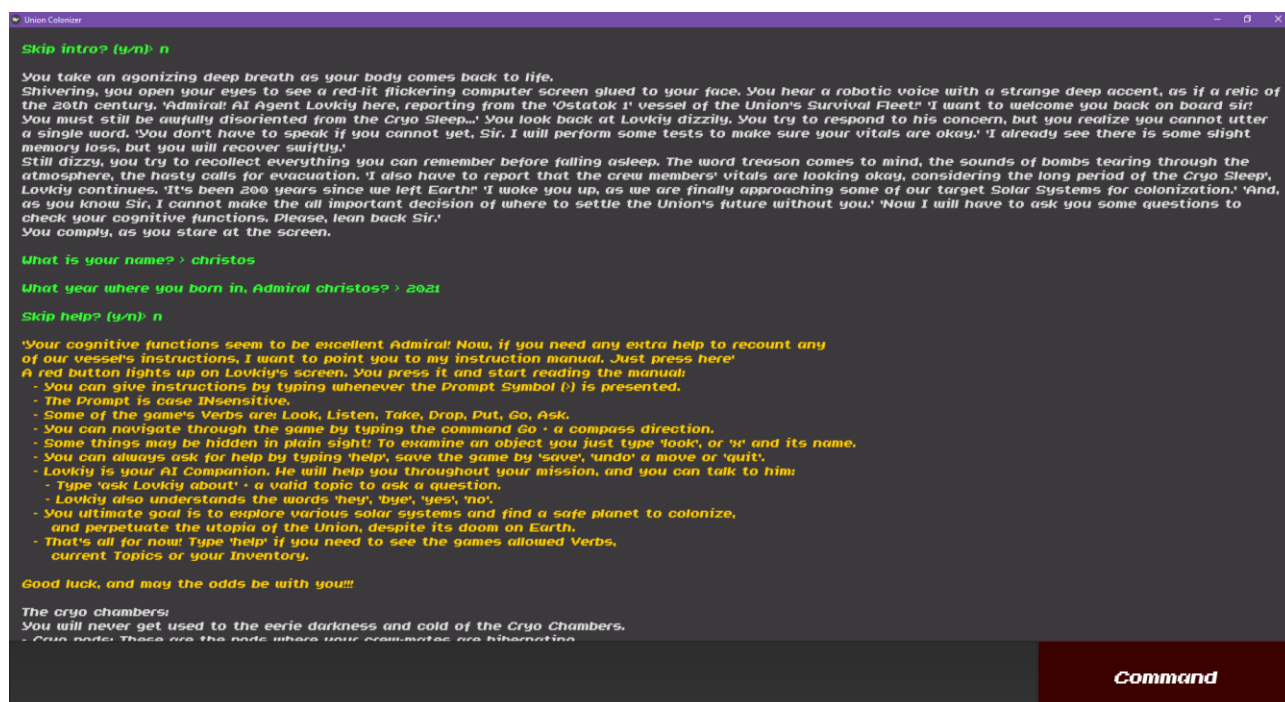 Union Colonizer
Skip intro? (y/n)> n
You take an agonizing deep breath as your body comes back to life.
Shivering, you open your eyes to see a red-lit flickering computer screen glued to your face. You hear a robotic voice with a strange deep accent, as if a relic of
the 20th century. 'Admiral! AI Agent Lovkiy here, reporting from the 'Ostatok 1' vessel of the Union's Survival Fleet!' 'I want to welcome you back on board sir!
You must still be awfully disoriented from the Cryo Sleep...' You look back at Lovkiy dizzily. You try to respond to his concern, but you realize you cannot utter
a single word. 'You don't have to speak if you cannot yet, Sir. I will perform some tests to make sure your vitals are okay.' 'I already see there is some slight
memory loss, but you will recover swiftly.'
Still dizzy, you try to recollect everything you can remember before falling asleep. The word treason comes to mind, the sounds of bombs tearing through the
atmosphere, the hasty calls for evacuation. 'I also have to report that the crew members' vitals are looking okay, considering the long period of the Cryo Sleep',
Lovkiy continues. 'It's been 200 years since we left Earth!' 'I woke you up, as we are finally approaching some of our target Solar Systems for colonization.' 'And,
as you know Sir, I cannot make the all important decision of where to settle the Union's future without you.' 'Now I will have to ask you some questions to
check your cognitive functions. Please, lean back Sir.'
You comply, as you stare at the screen.
What is your name? > christos
What year where you born in, Admiral christos? > 2021
Skip help? (y/n)> n
'Your cognitive functions seem to be excellent Admiral! Now, if you need any extra help to recount any
of our vessel's instructions, I want to point you to my instruction manual. Just press here'
A red button lights up on Lovkiy's screen. You press it and start reading the manual:
- You can give instructions by typing whenever the Prompt Symbol (>) is presented.
- The Prompt is case INsensitive.
- Some of the game's Verbs are: Look, Listen, Take, Drop, Put, Go, Ask.
- You can navigate through the game by typing the command Go + a compass direction.
- Some things may be hidden in plain sight! To examine an object you just type 'look', or 'x' and its name.
- You can always ask for help by typing 'help', save the game by 'save', 'undo' a move or 'quit'.
- Lovkiy is your AI Companion. He will help you throughout your mission, and you can talk to him:
- Type 'ask Lovkiy about' + a valid topic to ask a question.
- Lovkiy also understands the words 'hey', 'bye', 'yes', 'no'.
- You ultimate goal is to explore various solar systems and find a safe planet to colonize,
and perpetuate the utopia of the Union, despite its doom on Earth.
- That's all for now! Type 'help' if you need to see the games allowed Verbs,
current Topics or your Inventory.
Good luck, and may the odds be with you!!!
The cryo chambers:
You will never get used to the eerie darkness and cold of the Cryo Chambers.
- Cryo pods: These are the pods where your crew-mates are hibernating
Command